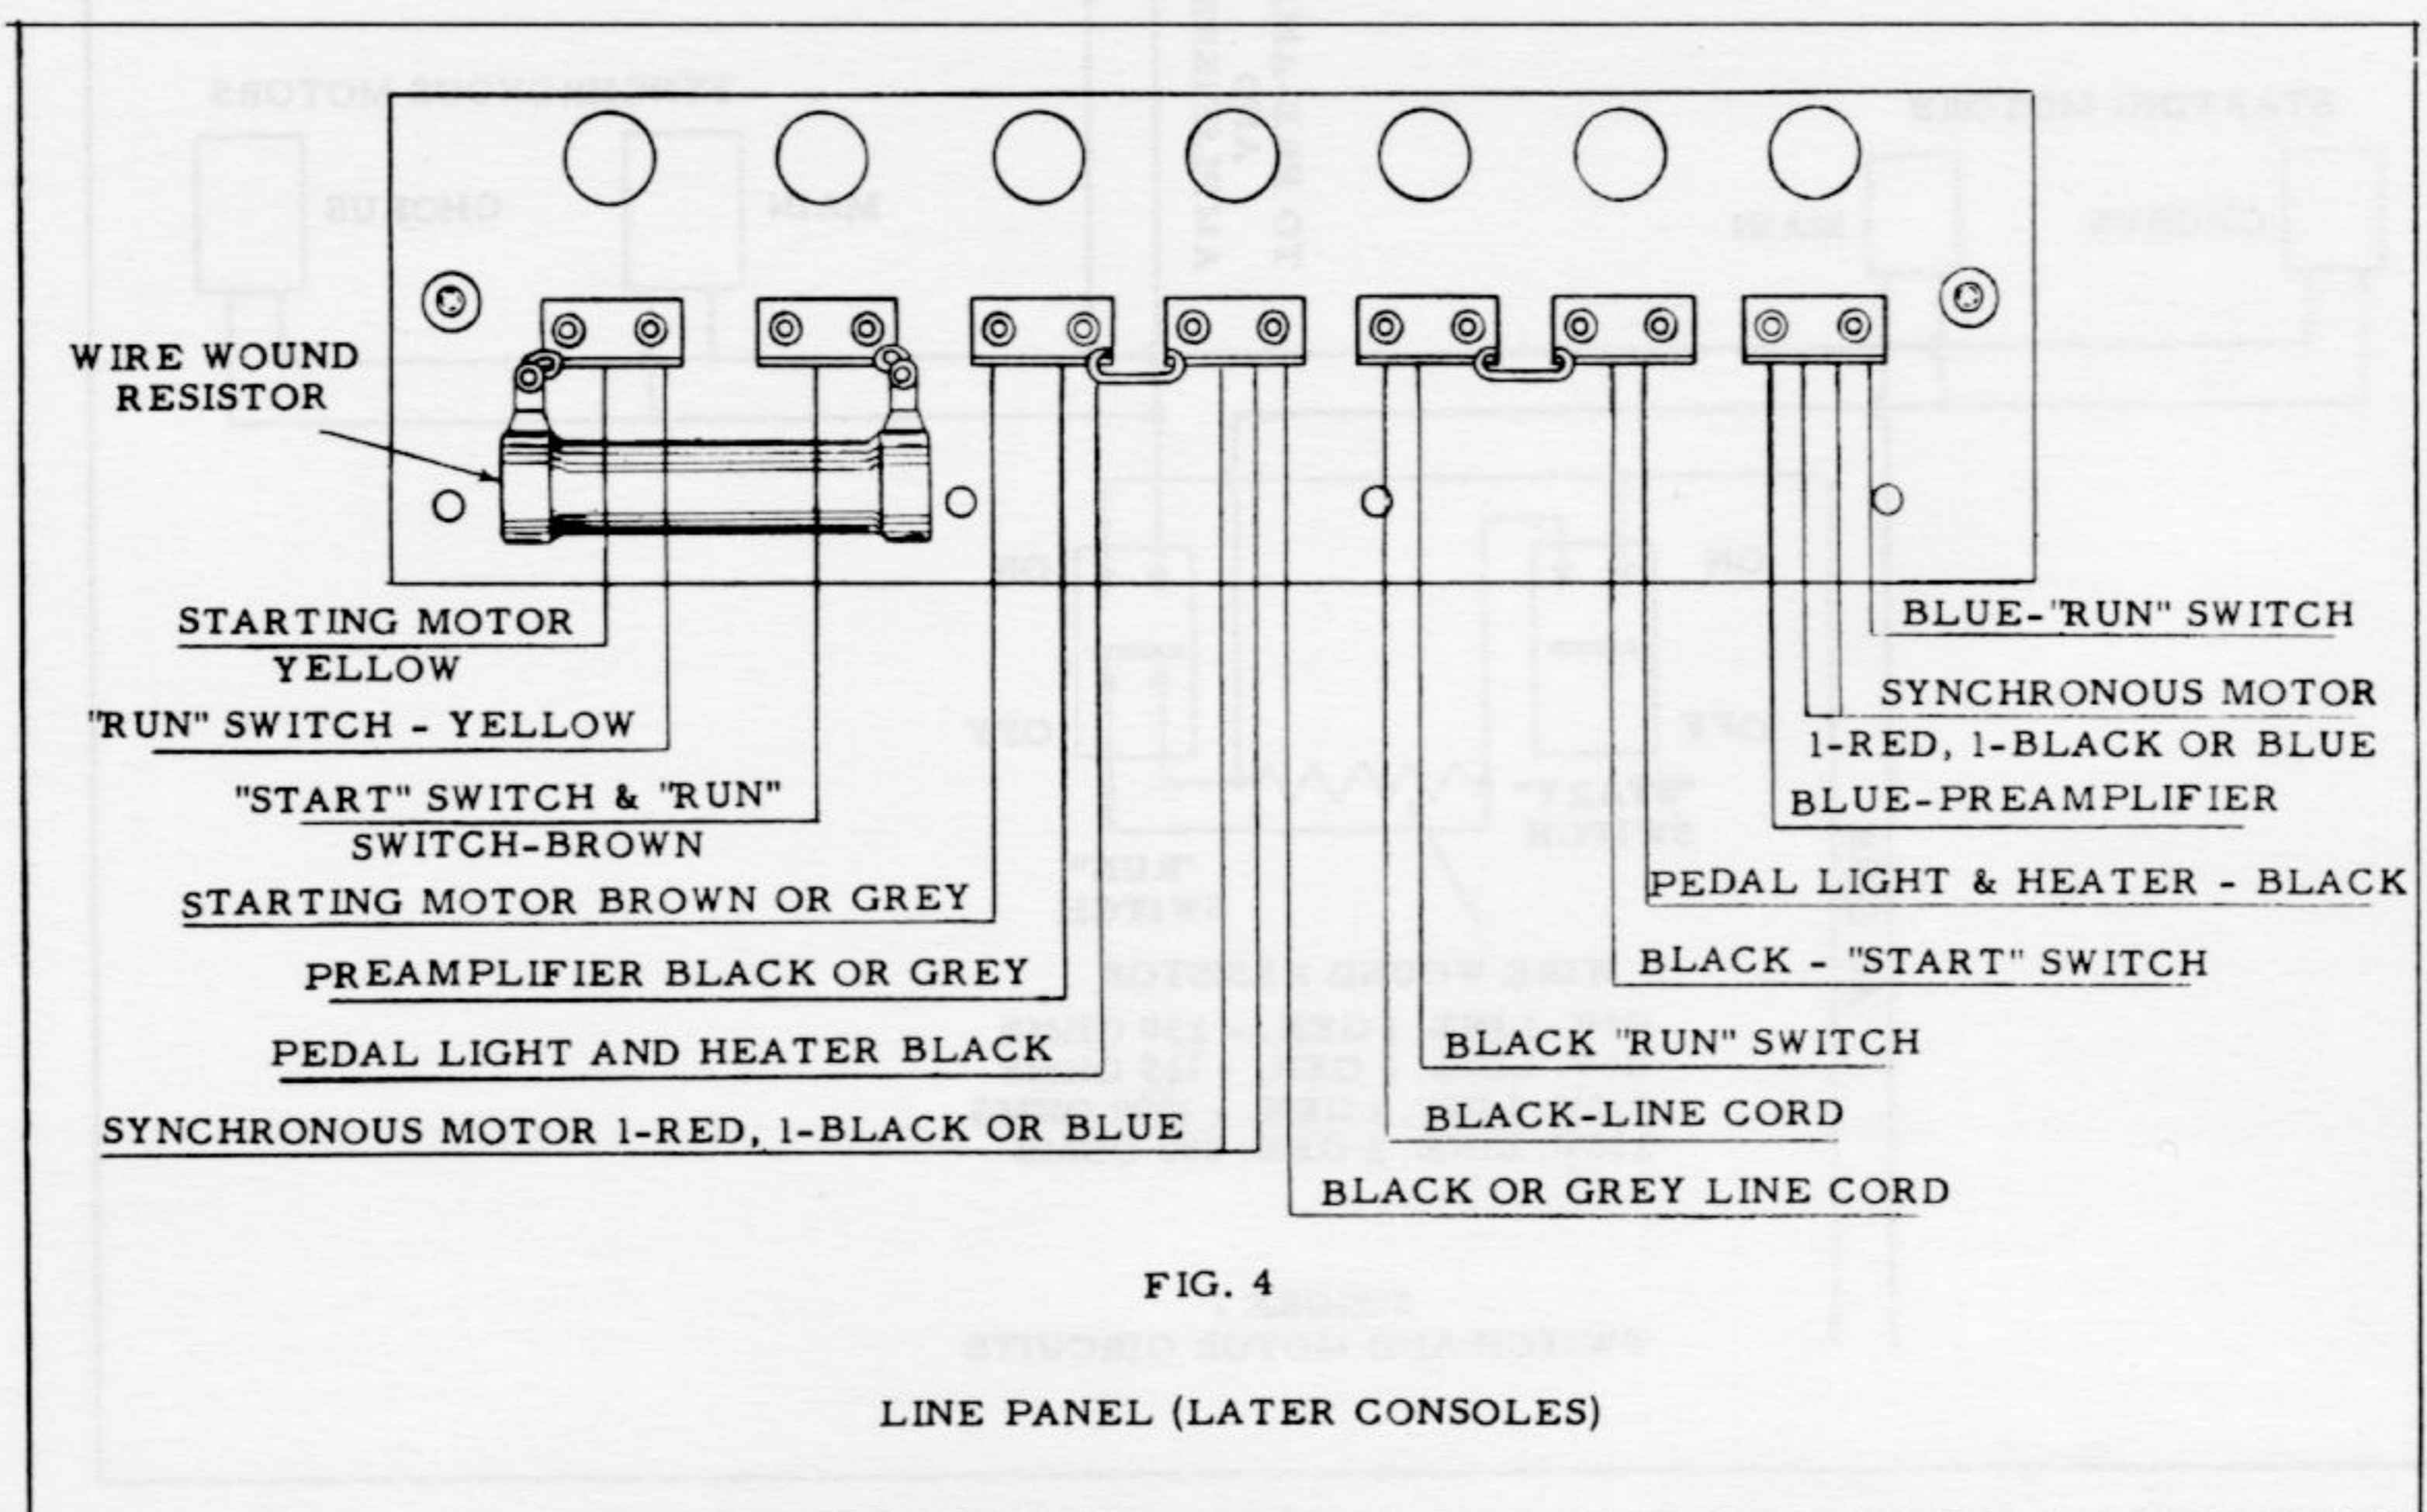 WIRE WOUND
RESISTOR
STARTING MOTOR
YELLOW
"RUN" SWITCH - YELLOW
"START" SWITCH & "RUN"
SWITCH-BROWN
STARTING MOTOR BROWN OR GREY
PREAMPLIFIER BLACK OR GREY
PEDAL LIGHT AND HEATER BLACK
SYNCHRONOUS MOTOR 1-RED, 1-BLACK OR BLUE
BLUE-"RUN" SWITCH
SYNCHRONOUS MOTOR
1-RED, 1-BLACK OR BLUE
BLUE-PREAMPLIFIER
PEDAL LIGHT & HEATER - BLACK
BLACK - "START" SWITCH
BLACK "RUN" SWITCH
BLACK-LINE CORD
BLACK OR GREY LINE CORD
FIG. 4
LINE PANEL (LATER CONSOLES)